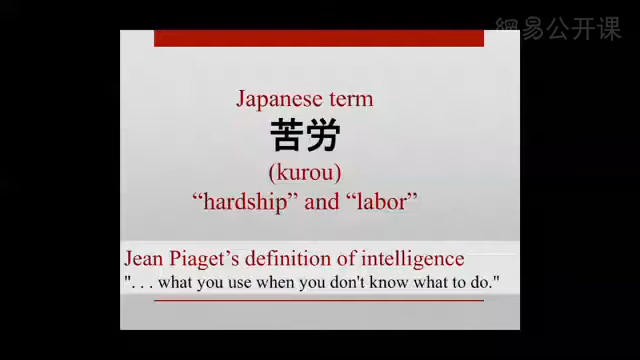 網易公开课
Japanese term
苦労
(kurou)
“hardship” and “labor”
Jean Piaget’s definition of intelligence
". . . what you use when you don't know what to do."